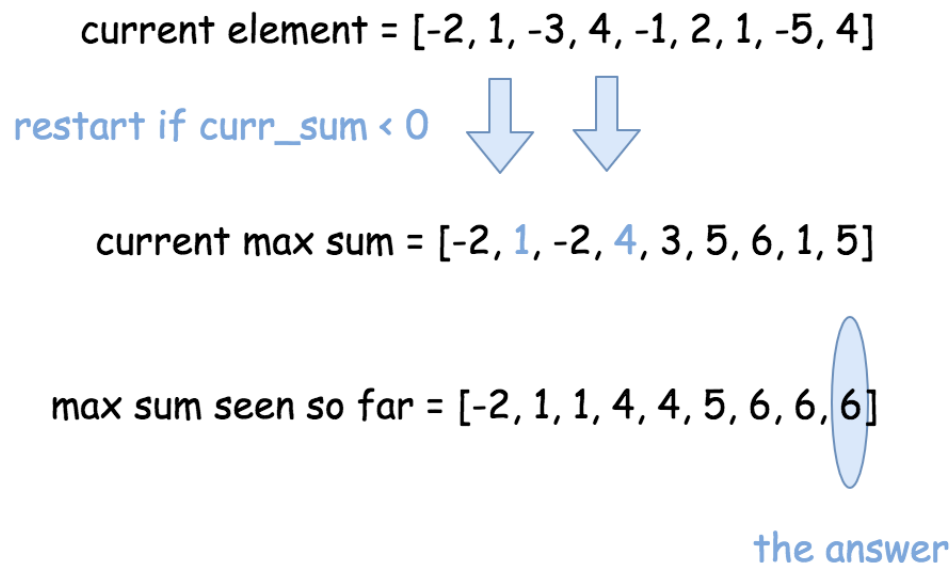 current element = [-2, 1, -3, 4, -1, 2, 1, -5, 4]
restart if curr_sum < 0
current max sum = [-2, 1, -2, 4, 3, 5, 6, 1, 5]
max sum seen so far = [-2, 1, 1, 4, 4, 5, 6, 6, 6]
the answer